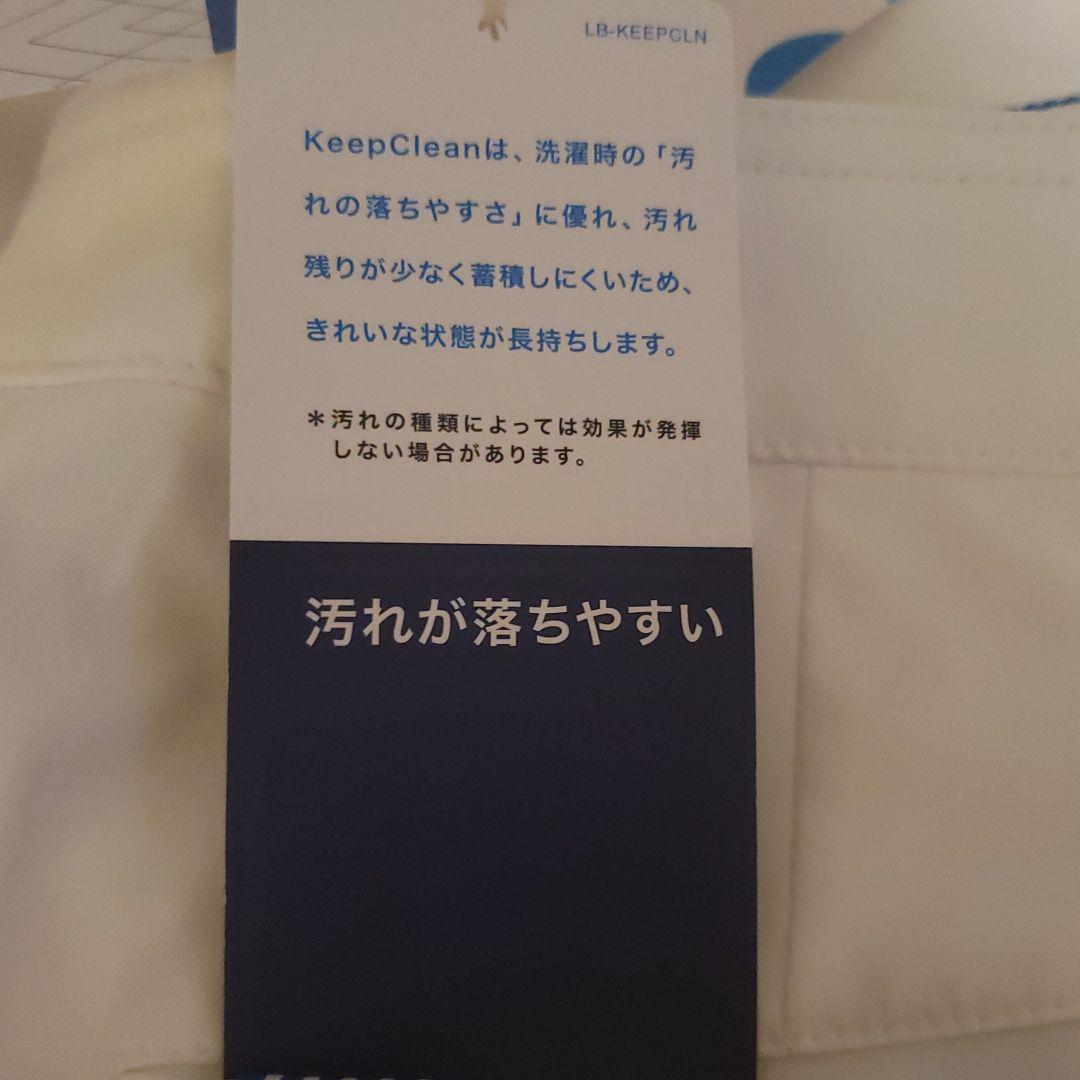 LB-KEEPCLN
KeepCleanは、洗濯時の「汚
れの落ちやすさ」に優れ、汚れ
残りが少なく蓄積しにくいため、
きれいな状態が長持ちします。
＊汚れの種類によっては効果が発揮
しない場合があります。
汚れが落ちやすい